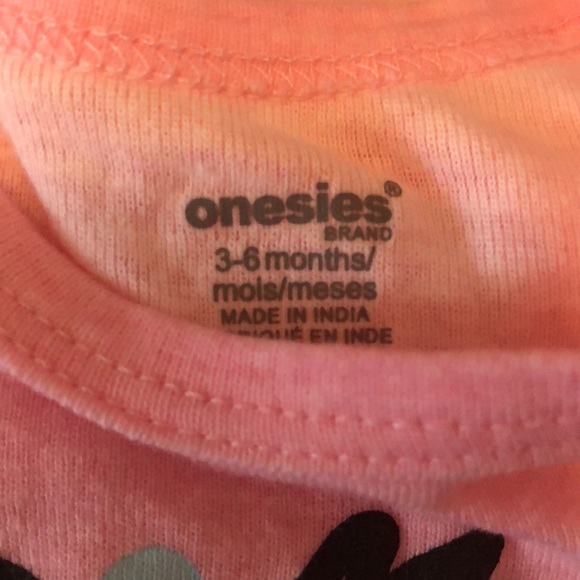 onesies®
BRAND
3-6 months/
mois/meses
MADE IN INDIA
EN INDE